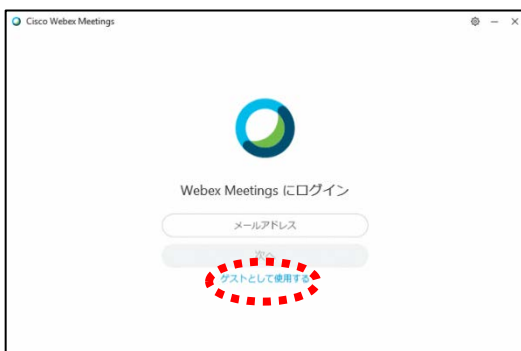 Cisco Webex Meetings
Webex Meetings にログイン
メールアドレス
次へ
ゲストとして使用する